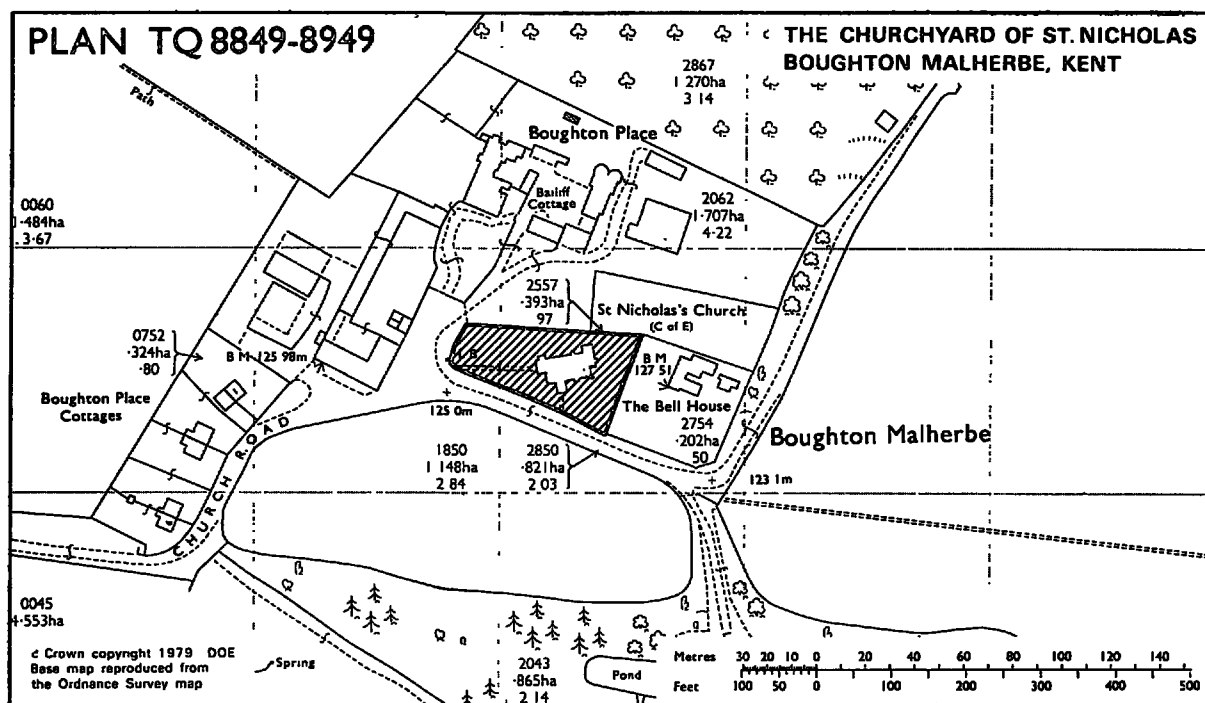 PLAN TQ 8849-8949
THE CHURCHYARD OF ST. NICHOLAS
BOUGHTON MALHERBE, KENT
Path
2867
1 270ha
3 14
Boughton Place
Bailiff
Cottage
0060
1·484ha
3·67
2062
1·707ha
4·22
2557
·393ha
97
St Nicholas's Church
(C of E)
0752
·324ha
·80
B M 125 98m
B M
127 51
Boughton Place
Cottages
125 0m
The Bell House
2754
·202ha
50
Boughton Malherbe
CHURCH ROAD
1850
1 148ha
2 84
2850
·821ha
2 03
123 1m
0045
4·553ha
c Crown copyright 1979 DOE
Base map reproduced from
the Ordnance Survey map
Spring
2043
·865ha
2 14
Pond
Metres 30 20 10 0 20 40 60 80 100 120 140
Feet 100 50 0 100 200 300 400 500